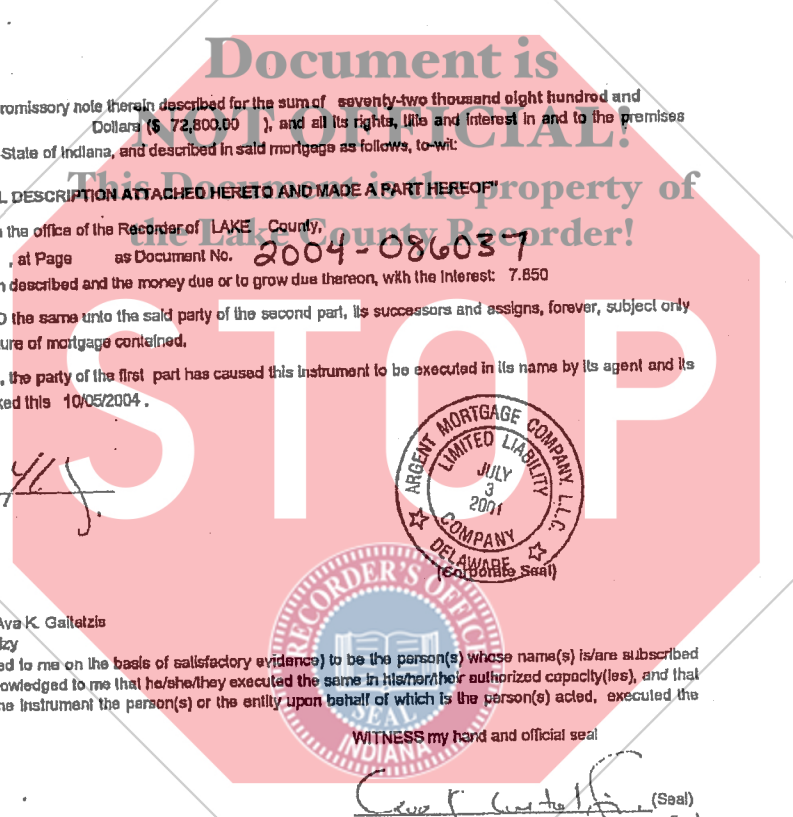 Document is
NOT OFFICIAL!
This Document is the property of
the Lake County Recorder!
STOP
romissory note therein described for the sum of seventy-two thousand eight hundred and
Dollars ($ 72,800.00 ), and all its rights, title and interest in and to the premises
State of Indiana, and described in said mortgage as follows, to-wit:
L DESCRIPTION ATTACHED HERETO AND MADE A PART HEREOF"
the office of the Recorder of LAKE County,
, at Page as Document No. 2004-086037
described and the money due or to grow due thereon, with the interest: 7.850
O the same unto the said party of the second part, its successors and assigns, forever, subject only
ure of mortgage contained.
, the party of the first part has caused this instrument to be executed in its name by its agent and its
ked this 10/05/2004 .
ARGENT MORTGAGE COMPANY, L.L.C.
LIMITED LIABILITY
JULY
3
2001
COMPANY
DELAWARE
(Corporate Seal)
RECORDER'S OFFICE
SEAL
INDIANA
Ava K. Gaitatzis
zy
ed to me on the basis of satisfactory evidence) to be the person(s) whose name(s) is/are subscribed
owledged to me that he/she/they executed the same in his/her/their authorized capacity(ies), and that
he instrument the person(s) or the entity upon behalf of which is the person(s) acted, executed the
WITNESS my hand and official seal
(Seal)